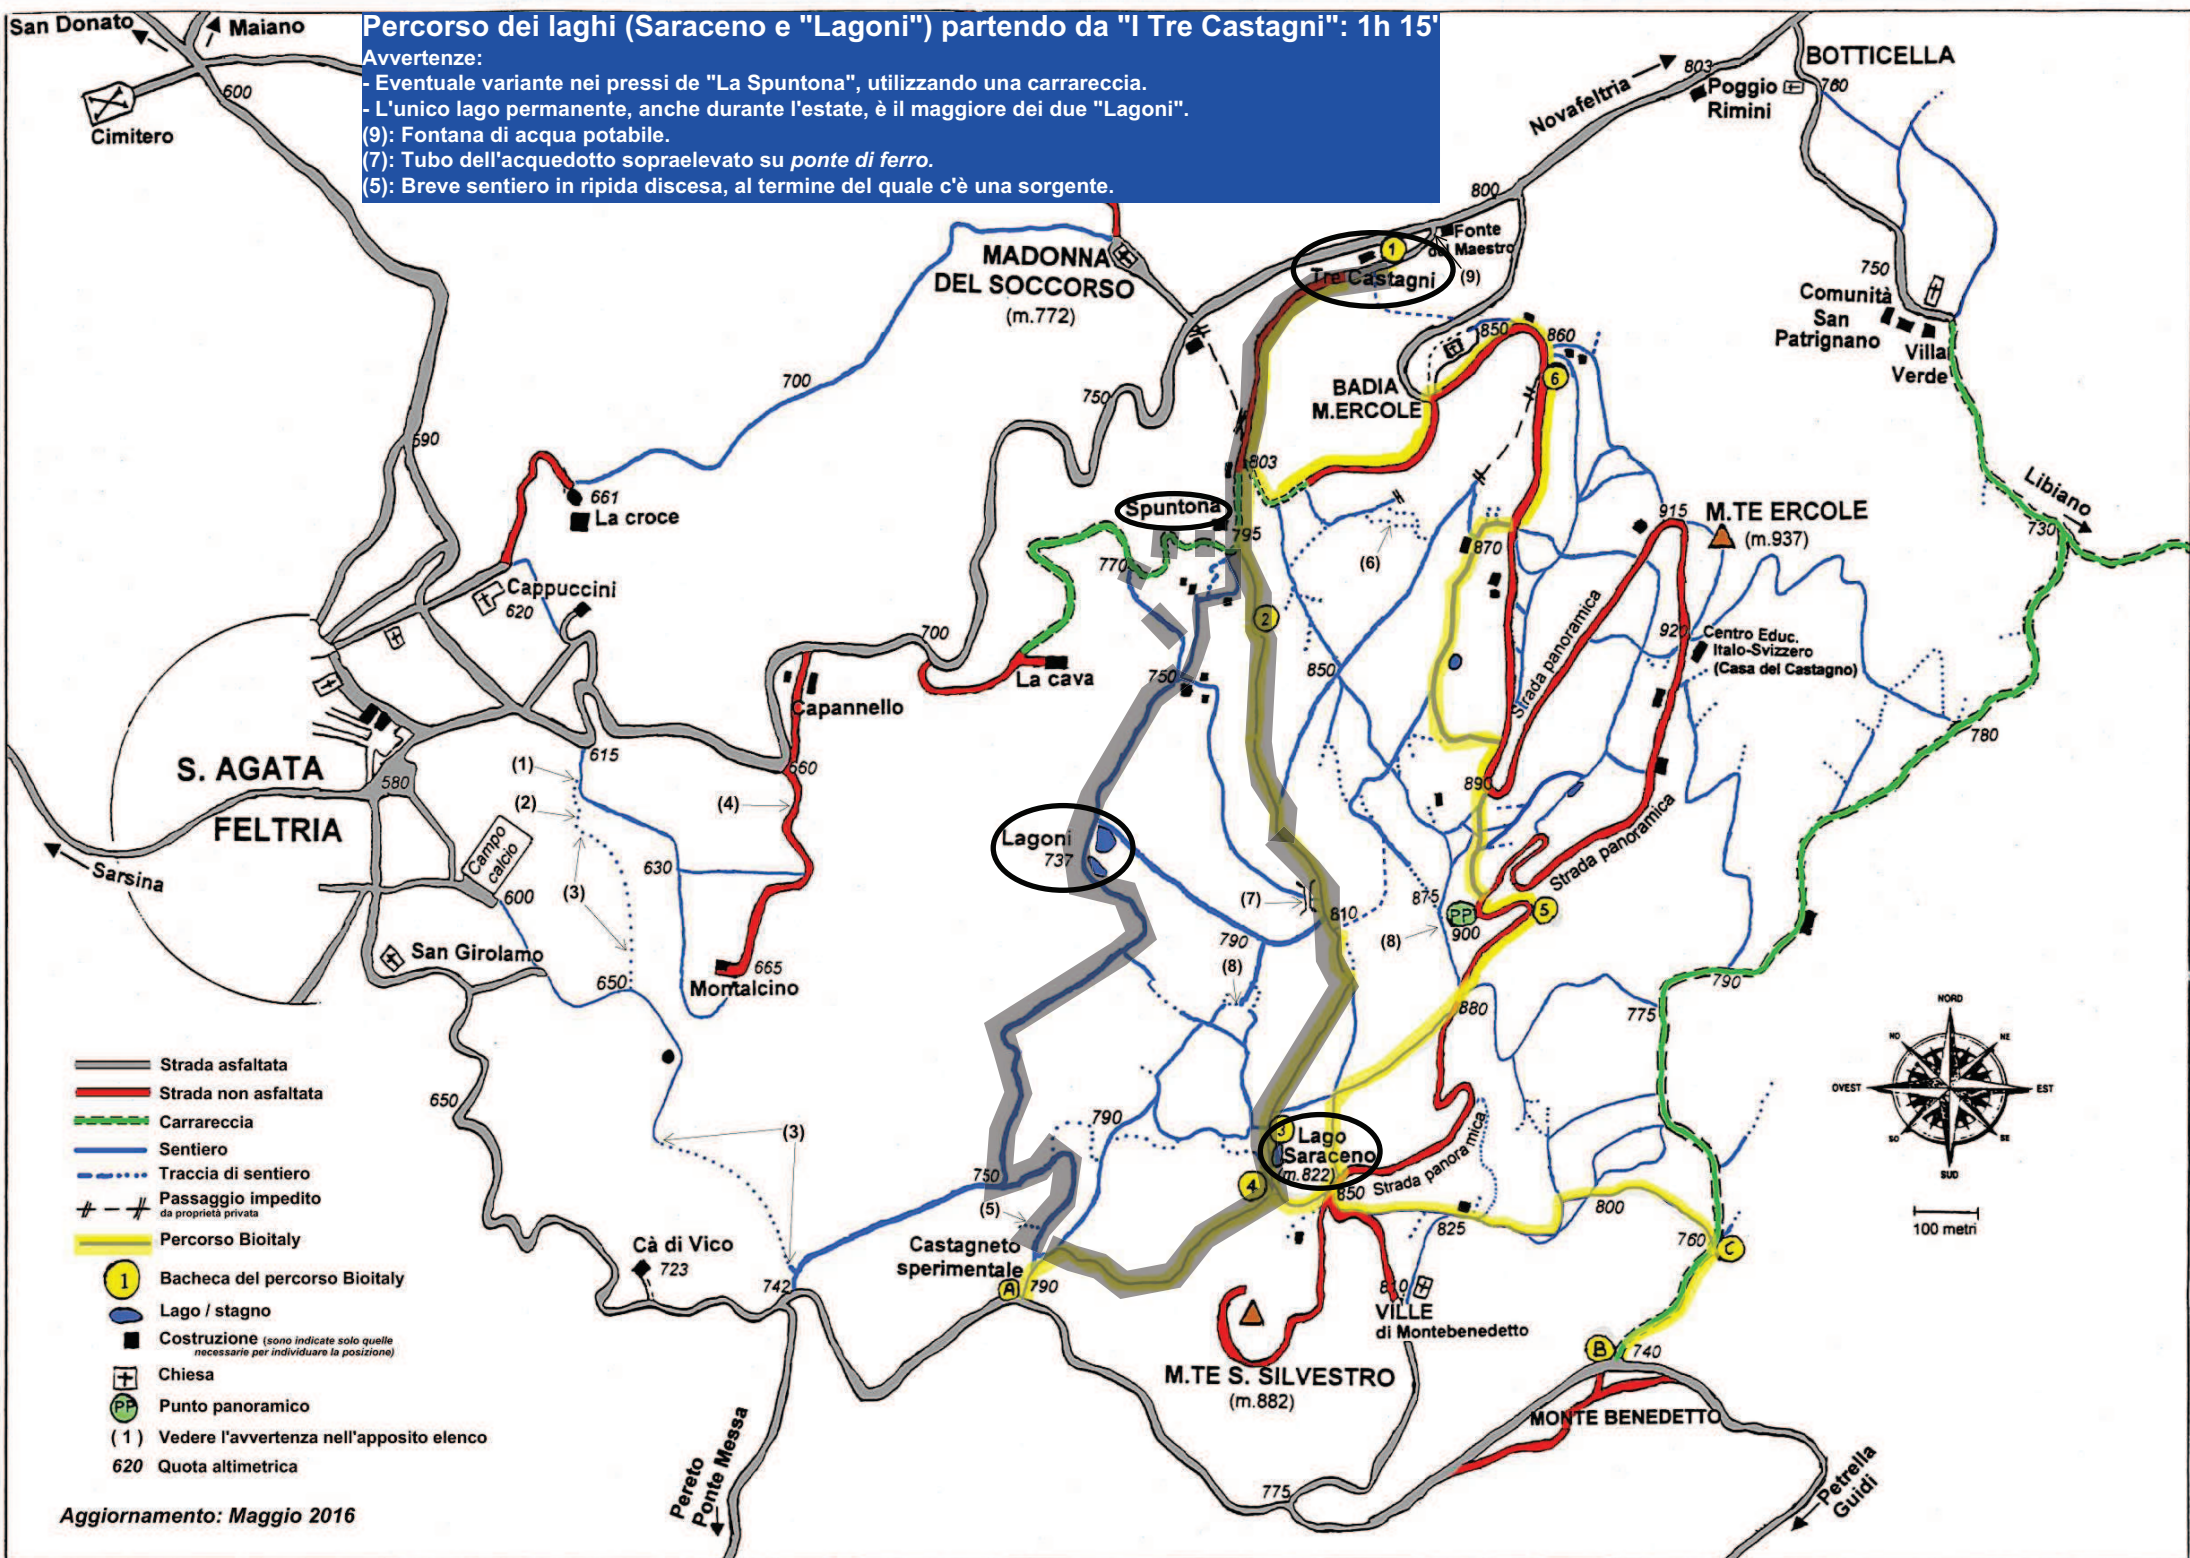 Percorso dei laghi (Saraceno e "Lagoni") partendo da "I Tre Castagni": 1h 15'
Avvertenze:
- Eventuale variante nei pressi de "La Spuntona", utilizzando una carrareccia.
- L'unico lago permanente, anche durante l'estate, è il maggiore dei due "Lagoni".
(9): Fontana di acqua potabile.
(7): Tubo dell'acquedotto sopraelevato su ponte di ferro.
(5): Breve sentiero in ripida discesa, al termine del quale c'è una sorgente.
San Donato
Maiano
600
Cimitero
BOTTICELLA
803
760
Poggio
Rimini
Novafeltria
800
Fonte
del Maestro
(9)
1
Tre Castagni
MADONNA
DEL SOCCORSO
(m.772)
750
Comunità
San
Patrignano
Villa
Verde
850
860
6
BADIA
M.ERCOLE
700
750
590
803
661
La croce
Spuntona
795
770
(6)
870
915
M.TE ERCOLE
(m.937)
Libiano
730
Cappuccini
620
2
700
750
850
La cava
Strada panoramica
920
Centro Educ.
Italo-Svizzero
(Casa del Castagno)
Capannello
780
S. AGATA
FELTRIA
580
615
(1)
(2)
660
(4)
890
Strada panoramica
Campo
calcio
600
(3)
630
Lagoni
737
Sarsina
(7)
810
875
PP
900
5
(8)
790
(8)
San Girolamo
650
665
Montalcino
880
790
775
NORD
NO
NE
OVEST
EST
SO
SE
SUD
100 metri
Strada asfaltata
Strada non asfaltata
Carrareccia
Sentiero
Traccia di sentiero
Passaggio impedito
da proprietà privata
Percorso Bioitaly
1
Bacheca del percorso Bioitaly
Lago / stagno
Costruzione (sono indicate solo quelle
necessarie per individuare la posizione)
Chiesa
PP
Punto panoramico
(1)
Vedere l'avvertenza nell'apposito elenco
620
Quota altimetrica
Aggiornamento: Maggio 2016
650
(3)
790
3
Lago
Saraceno
(m.822)
4
850
Strada panoramica
750
(5)
825
800
760
C
Castagneto
sperimentale
A
790
Cà di Vico
723
742
810
VILLE
di Montebenedetto
M.TE S. SILVESTRO
(m.882)
B
740
MONTE BENEDETTO
Pereto
Ponte Messa
775
Petrella
Guidi